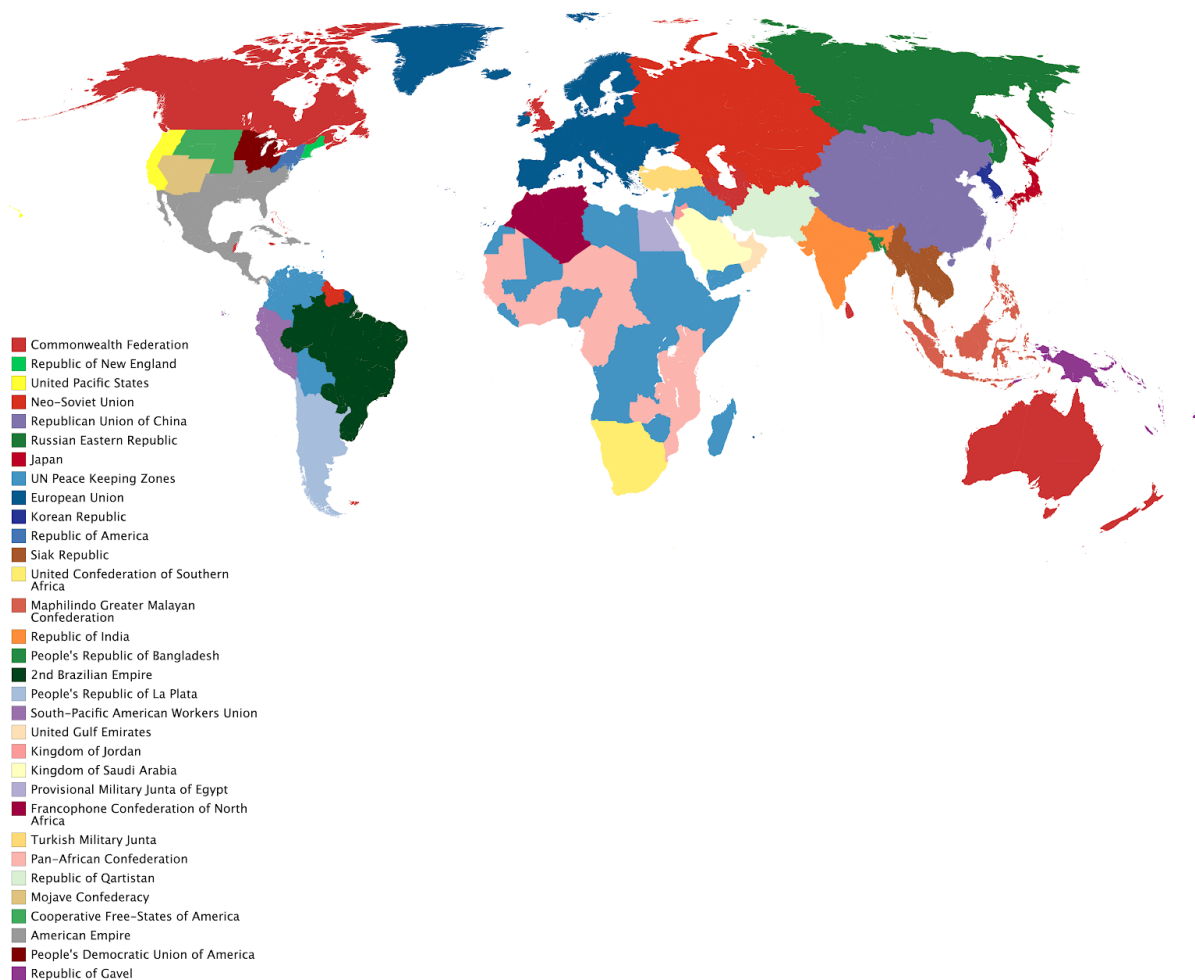 Commonwealth Federation
Republic of New England
United Pacific States
Neo-Soviet Union
Republican Union of China
Russian Eastern Republic
Japan
UN Peace Keeping Zones
European Union
Korean Republic
Republic of America
Siak Republic
United Confederation of Southern
Africa
Maphilindo Greater Malayan
Confederation
Republic of India
People's Republic of Bangladesh
2nd Brazilian Empire
People's Republic of La Plata
South-Pacific American Workers Union
United Gulf Emirates
Kingdom of Jordan
Kingdom of Saudi Arabia
Provisional Military Junta of Egypt
Francophone Confederation of North
Africa
Turkish Military Junta
Pan-African Confederation
Republic of Qartistan
Mojave Confederacy
Cooperative Free-States of America
American Empire
People's Democratic Union of America
Republic of Gavel